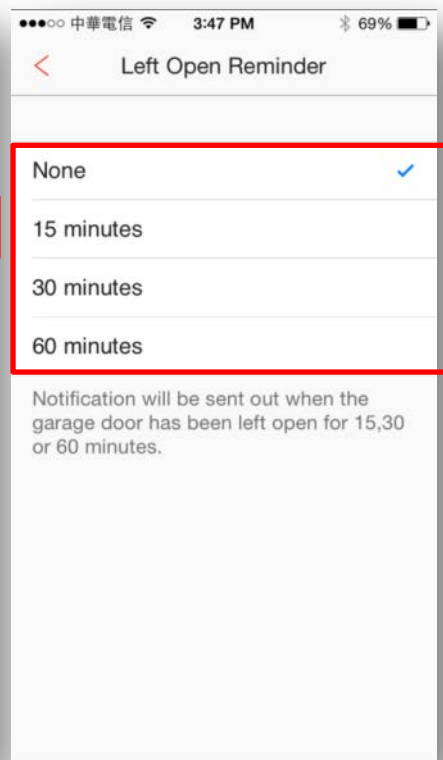 中華電信 3:47 PM 69%
Left Open Reminder
None
15 minutes
30 minutes
60 minutes
Notification will be sent out when the
garage door has been left open for 15,30
or 60 minutes.